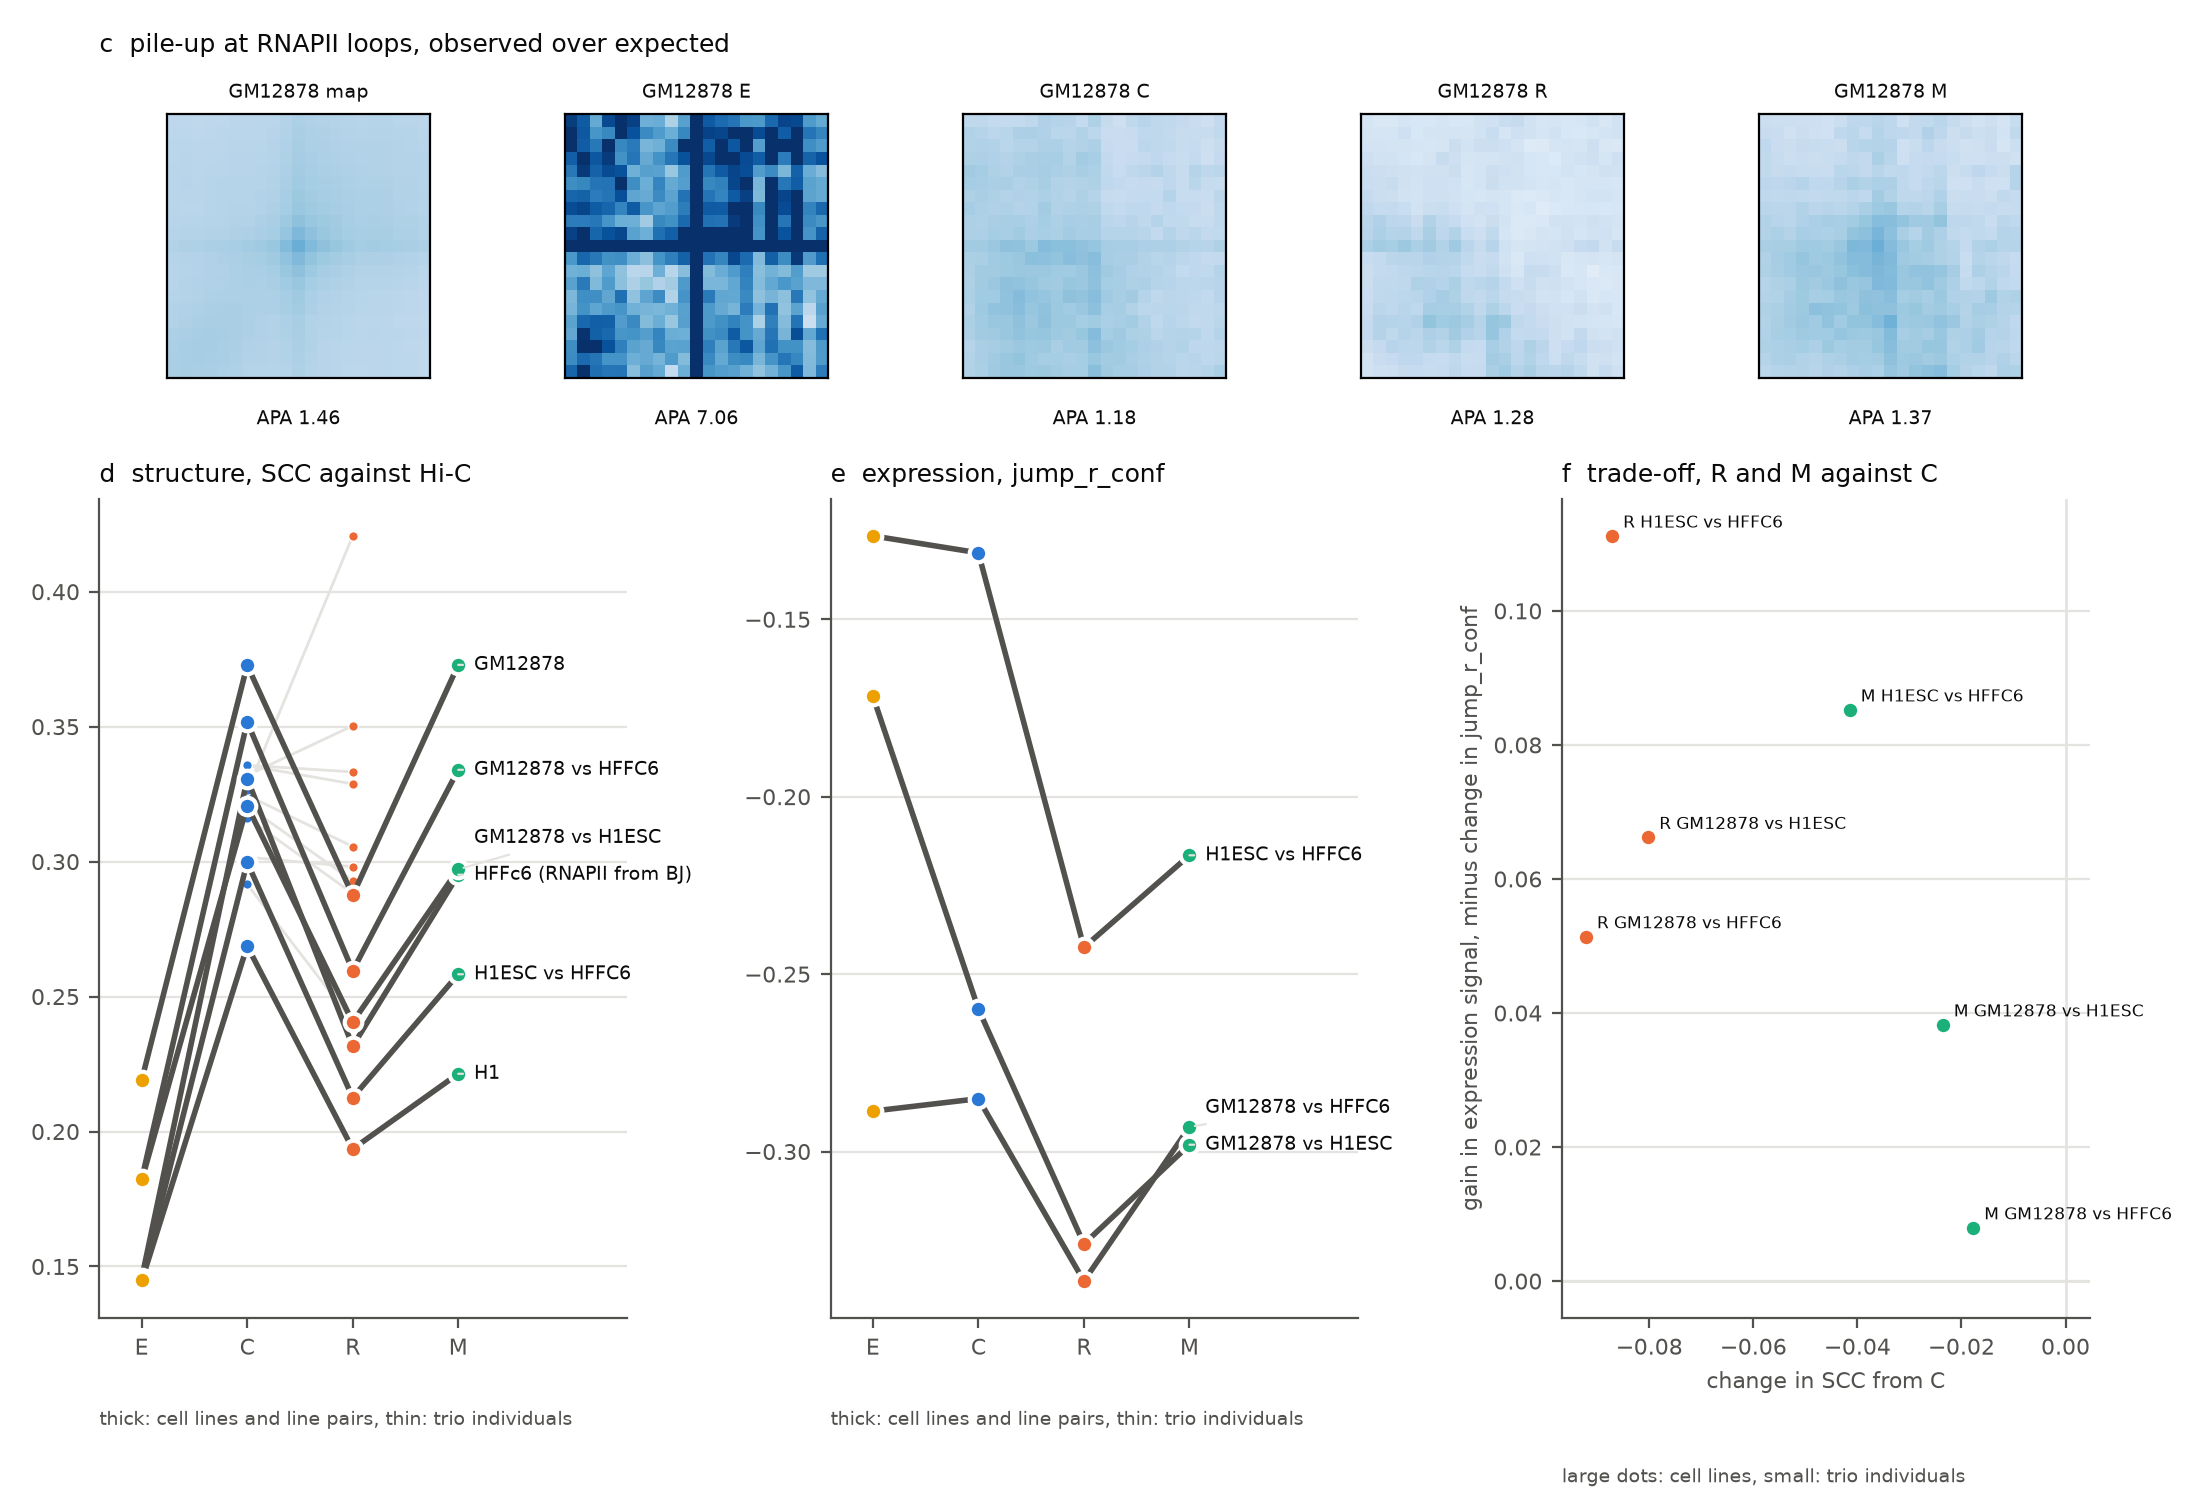 c  pile-up at RNAPII loops, observed over expected
GM12878 map
GM12878 E
GM12878 C
GM12878 R
GM12878 M
APA 1.46
APA 7.06
APA 1.18
APA 1.28
APA 1.37
d  structure, SCC against Hi-C
0.40
0.35
0.30
0.25
0.20
0.15
GM12878
GM12878 vs HFFC6
GM12878 vs H1ESC
HFFc6 (RNAPII from BJ)
H1ESC vs HFFC6
H1
E
C
R
M
thick: cell lines and line pairs, thin: trio individuals
e  expression, jump_r_conf
−0.15
−0.20
−0.25
−0.30
H1ESC vs HFFC6
GM12878 vs HFFC6
GM12878 vs H1ESC
E
C
R
M
thick: cell lines and line pairs, thin: trio individuals
f  trade-off, R and M against C
gain in expression signal, minus change in jump_r_conf
0.10
0.08
0.06
0.04
0.02
0.00
R H1ESC vs HFFC6
M H1ESC vs HFFC6
R GM12878 vs H1ESC
R GM12878 vs HFFC6
M GM12878 vs H1ESC
M GM12878 vs HFFC6
−0.08
−0.06
−0.04
−0.02
0.00
change in SCC from C
large dots: cell lines, small: trio individuals